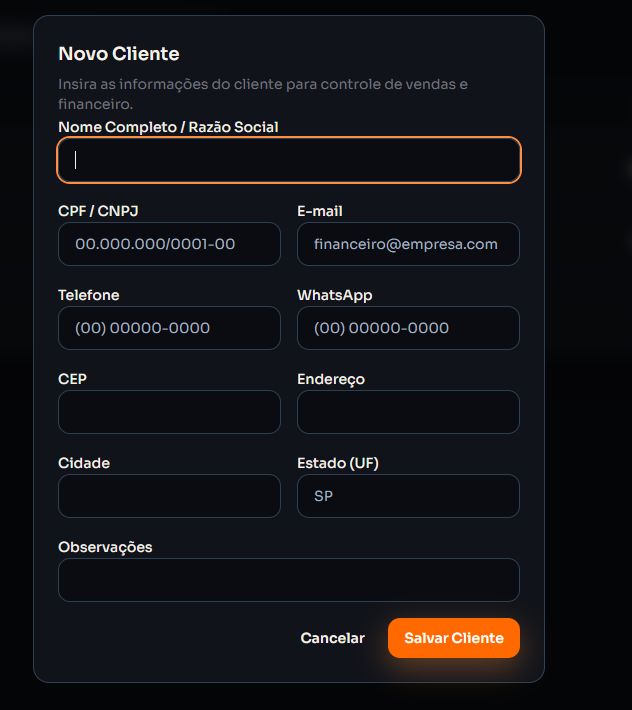 Novo Cliente
Insira as informações do cliente para controle de vendas e
financeiro.
Nome Completo / Razão Social
CPF / CNPJ
E-mail
00.000.000/0001-00
financeiro@empresa.com
Telefone
WhatsApp
(00) 00000-0000
(00) 00000-0000
CEP
Endereço
Cidade
Estado (UF)
SP
Observações
Cancelar
Salvar Cliente